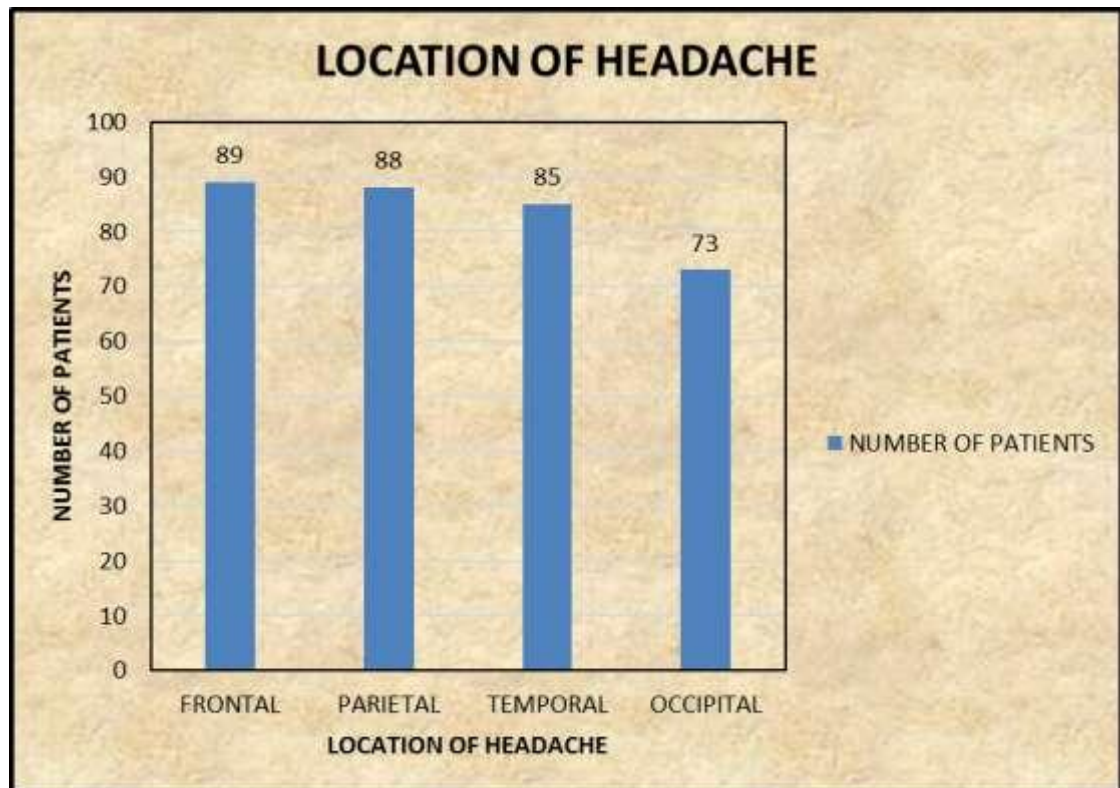 LOCATION OF HEADACHE
100
90
80
70
60
50
40
30
20
10
0
NUMBER OF PATIENTS
89
88
85
73
FRONTAL
PARIETAL
TEMPORAL
OCCIPITAL
LOCATION OF HEADACHE
NUMBER OF PATIENTS